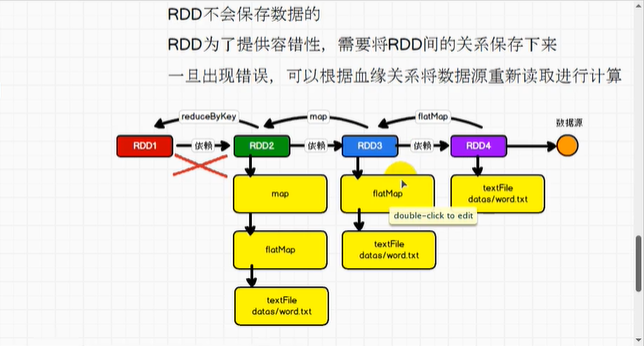 RDD不会保存数据的
RDD为了提供容错性，需要将RDD间的关系保存下来
一旦出现错误，可以根据血缘关系将数据源重新读取进行计算
reduceByKey
map
flatMap
数据源
RDD1
依赖
RDD2
依赖
RDD3
依赖
RDD4
map
flatMap
textFile
datas/word.txt
double-click to edit
flatMap
textFile
datas/word.txt
textFile
datas/word.txt